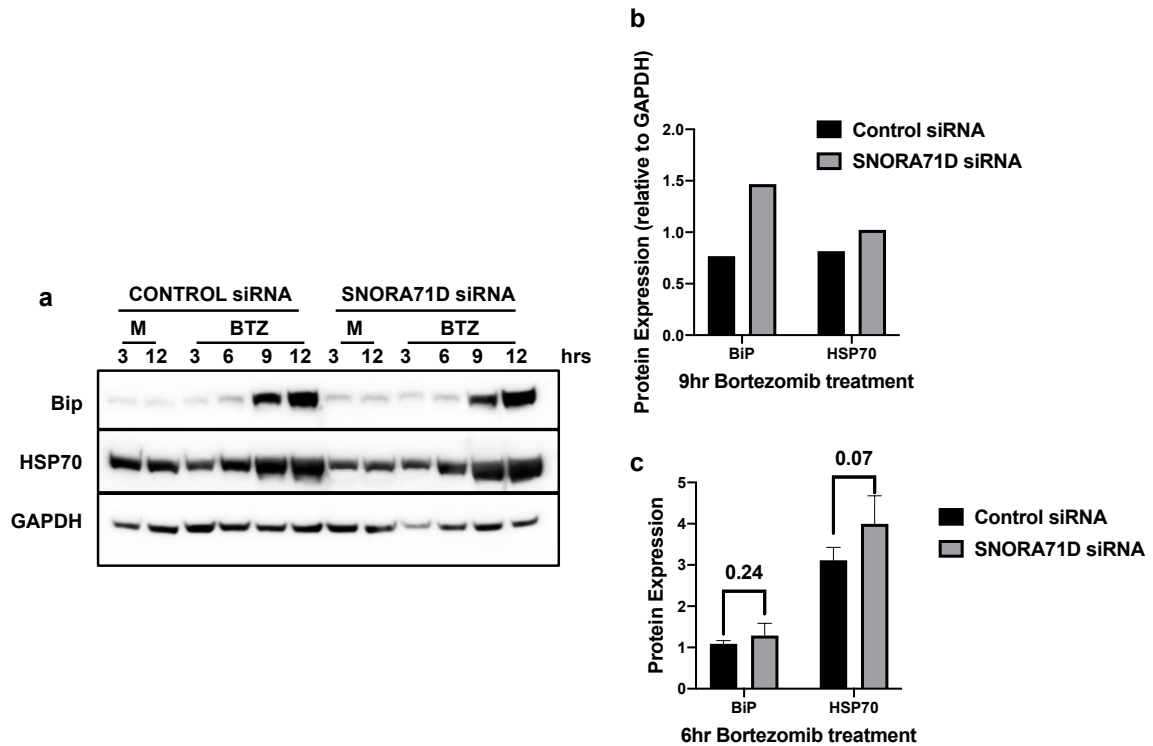 a
CONTROL siRNA SNORA71D siRNA
M BTZ M BTZ
3 12 3 6 9 12 3 12 3 6 9 12 hrs
Bip
HSP70
GAPDH
b
Protein Expression (relative to GAPDH)
2.0
1.5
1.0
0.5
0.0
BiP HSP70
9hr Bortezomib treatment
Control siRNA
SNORA71D siRNA
c
Protein Expression
5
4
3
2
1
0
0.24
0.07
BiP HSP70
6hr Bortezomib treatment
Control siRNA
SNORA71D siRNA